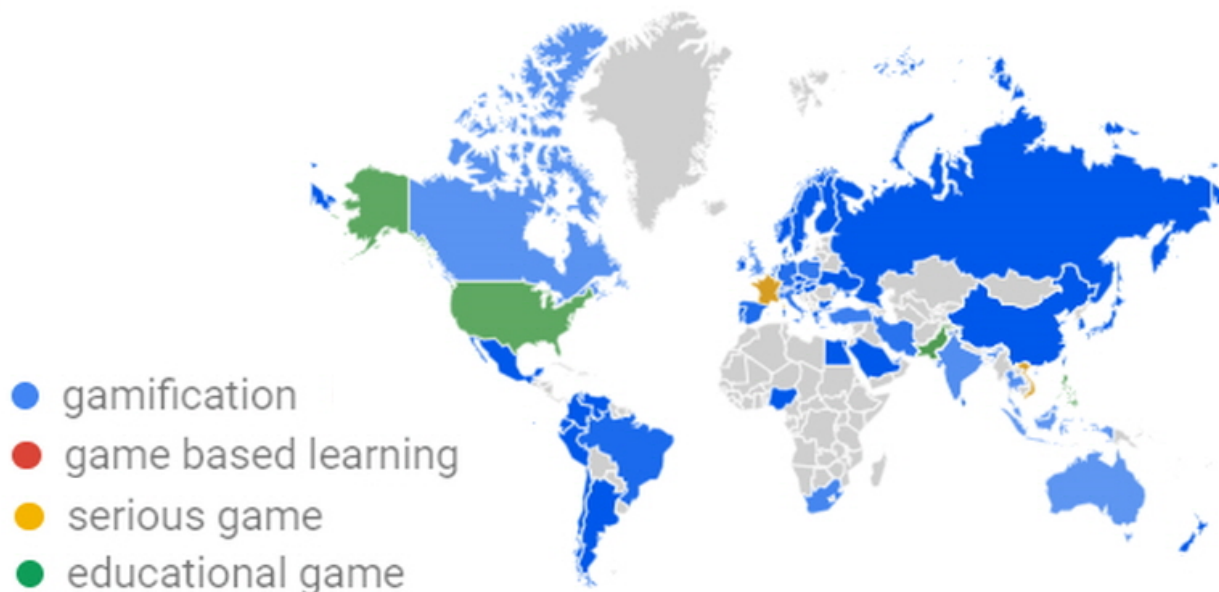 gamification
game based learning
serious game
educational game